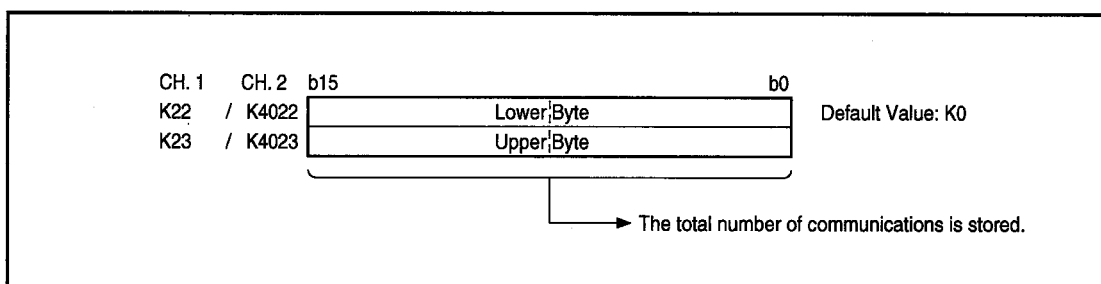 CH. 1 CH. 2 b15 b0
K22 / K4022 Lower Byte Default Value: K0
K23 / K4023 Upper Byte
The total number of communications is stored.